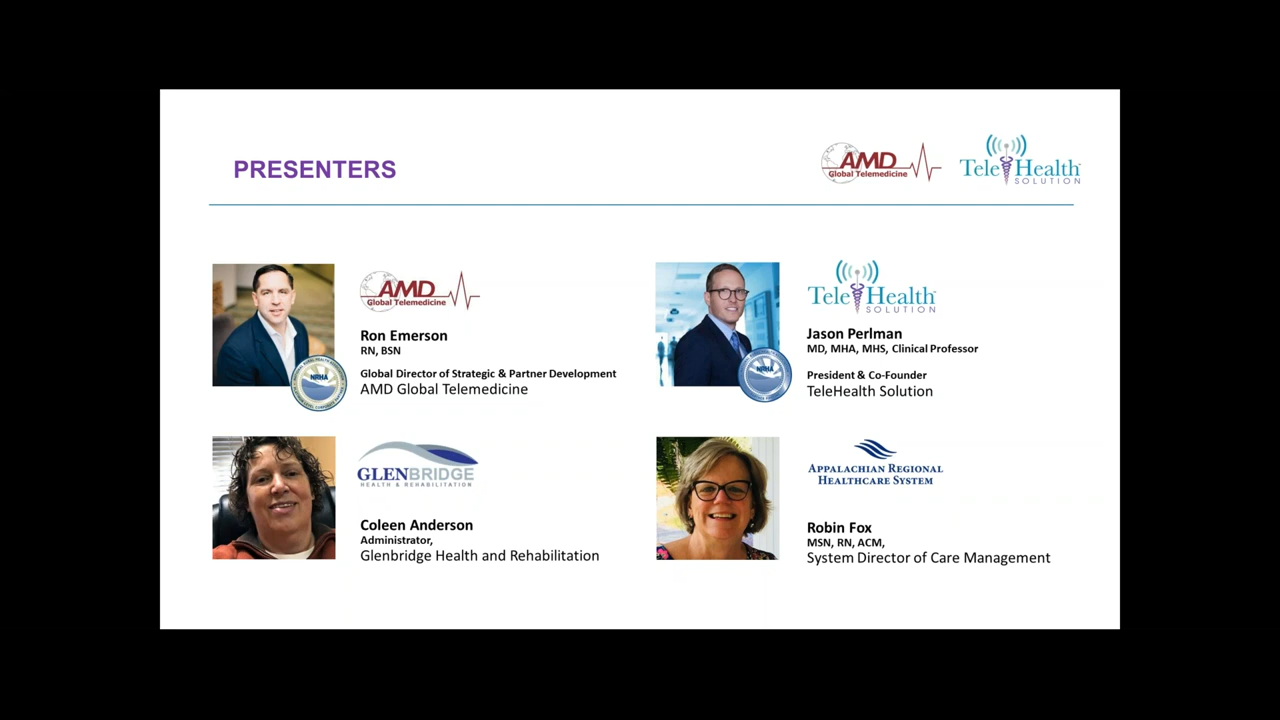 PRESENTERS
AMD
Global Telemedicine
TeleHealth
SOLUTION
AMD
Global Telemedicine
Ron Emerson
RN, BSN
Global Director of Strategic & Partner Development
AMD Global Telemedicine
NRHA
TeleHealth
SOLUTION
Jason Perlman
MD, MHA, MHS, Clinical Professor
President & Co-Founder
TeleHealth Solution
NRHA
GLENBRIDGE
HEALTH & REHABILITATION
Coleen Anderson
Administrator,
Glenbridge Health and Rehabilitation
APPALACHIAN REGIONAL
HEALTHCARE SYSTEM
Robin Fox
MSN, RN, ACM,
System Director of Care Management